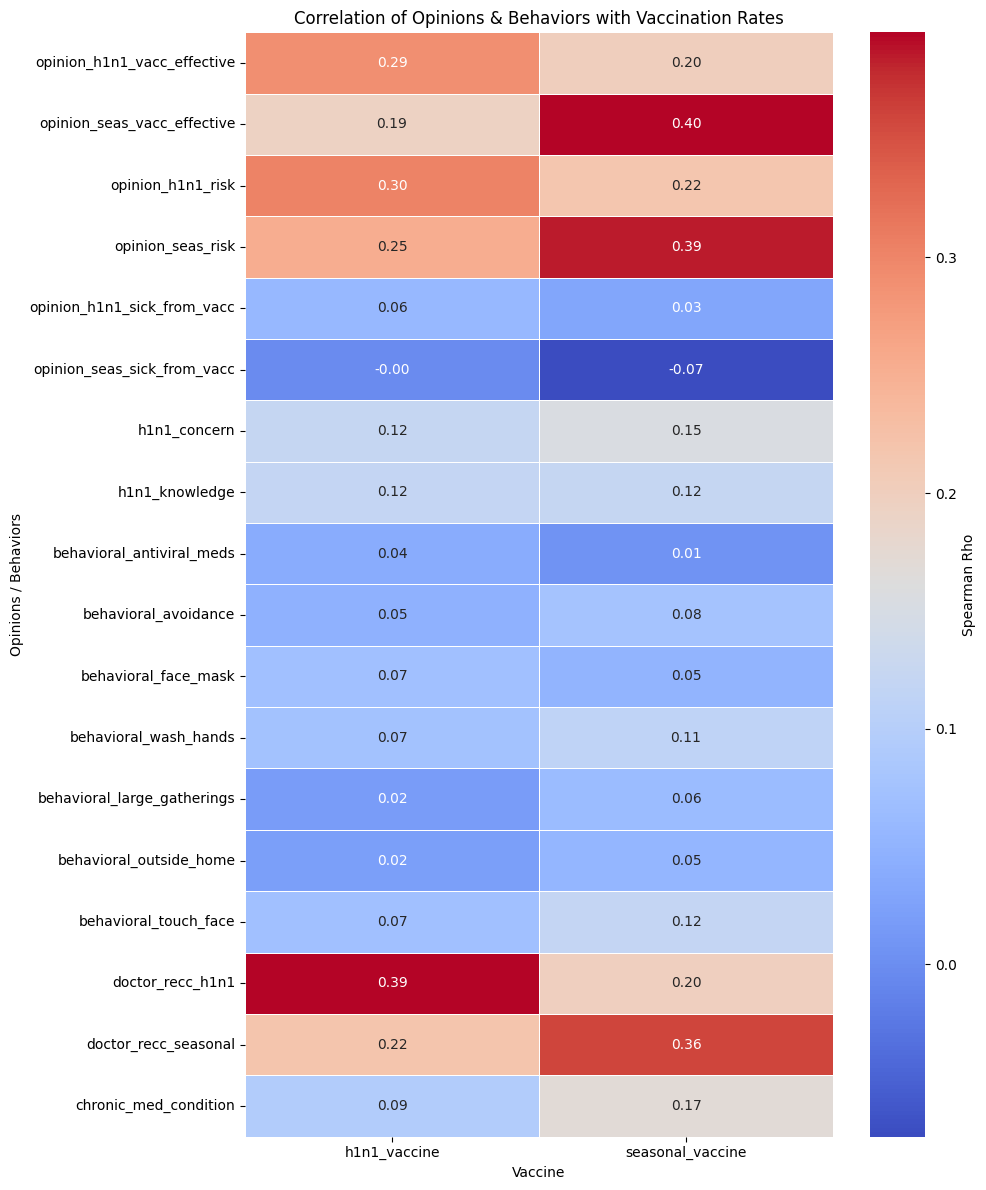 Correlation of Opinions & Behaviors with Vaccination Rates
opinion_h1n1_vacc_effective 0.29 0.20
opinion_seas_vacc_effective 0.19 0.40
opinion_h1n1_risk 0.30 0.22
opinion_seas_risk 0.25 0.39
opinion_h1n1_sick_from_vacc 0.06 0.03
opinion_seas_sick_from_vacc -0.00 -0.07
h1n1_concern 0.12 0.15
h1n1_knowledge 0.12 0.12
behavioral_antiviral_meds 0.04 0.01
behavioral_avoidance 0.05 0.08
behavioral_face_mask 0.07 0.05
behavioral_wash_hands 0.07 0.11
behavioral_large_gatherings 0.02 0.06
behavioral_outside_home 0.02 0.05
behavioral_touch_face 0.07 0.12
doctor_recc_h1n1 0.39 0.20
doctor_recc_seasonal 0.22 0.36
chronic_med_condition 0.09 0.17
h1n1_vaccine seasonal_vaccine
Vaccine
Opinions / Behaviors
0.3
0.2
0.1
0.0
Spearman Rho